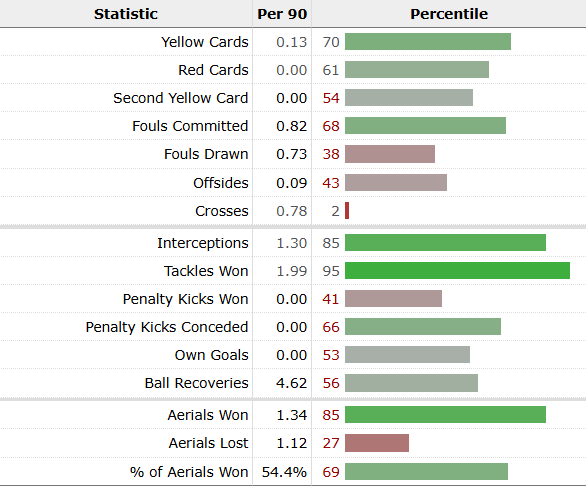 Statistic Per 90 Percentile
Yellow Cards 0.13 70
Red Cards 0.00 61
Second Yellow Card 0.00 54
Fouls Committed 0.82 68
Fouls Drawn 0.73 38
Offsides 0.09 43
Crosses 0.78 2
Interceptions 1.30 85
Tackles Won 1.99 95
Penalty Kicks Won 0.00 41
Penalty Kicks Conceded 0.00 66
Own Goals 0.00 53
Ball Recoveries 4.62 56
Aerials Won 1.34 85
Aerials Lost 1.12 27
% of Aerials Won 54.4% 69